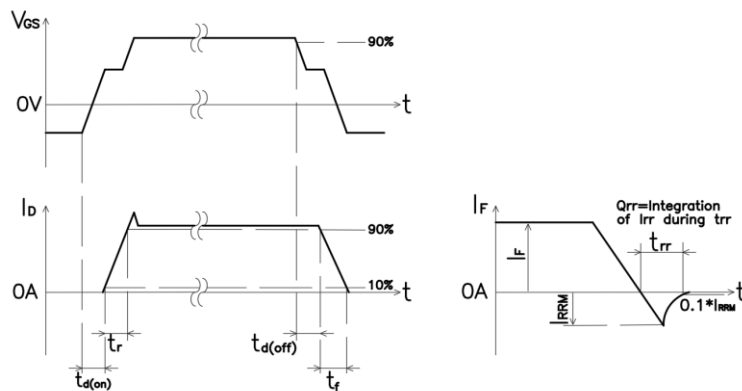 VGS
90%
0V
t
ID
90%
10%
0A
t
tr
td(on)
td(off)
tf
IF
Qrr=Integration
of Irr during trr
trr
IF
0A
t
IRRM
0.1*IRRM